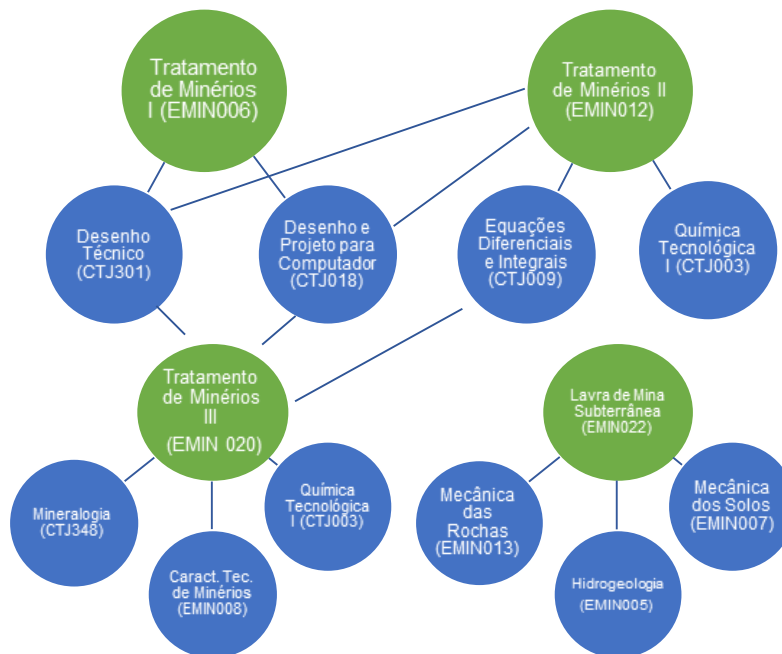 Tratamento
de Minérios
I (EMIN006)
Tratamento
de Minérios II
(EMIN012)
Desenho
Técnico
(CTJ301)
Desenho e
Projeto para
Computador
(CTJ018)
Equações
Diferenciais
e Integrais
(CTJ009)
Química
Tecnológica
I (CTJ003)
Tratamento
de Minérios
III
(EMIN 020)
Lavra de Mina
Subterrânea
(EMIN022)
Mineralogia
(CTJ348)
Caract. Tec.
de Minérios
(EMIN008)
Química
Tecnológica
I (CTJ003)
Mecânica
das
Rochas
(EMIN013)
Hidrogeologia
(EMIN005)
Mecânica
dos Solos
(EMIN007)